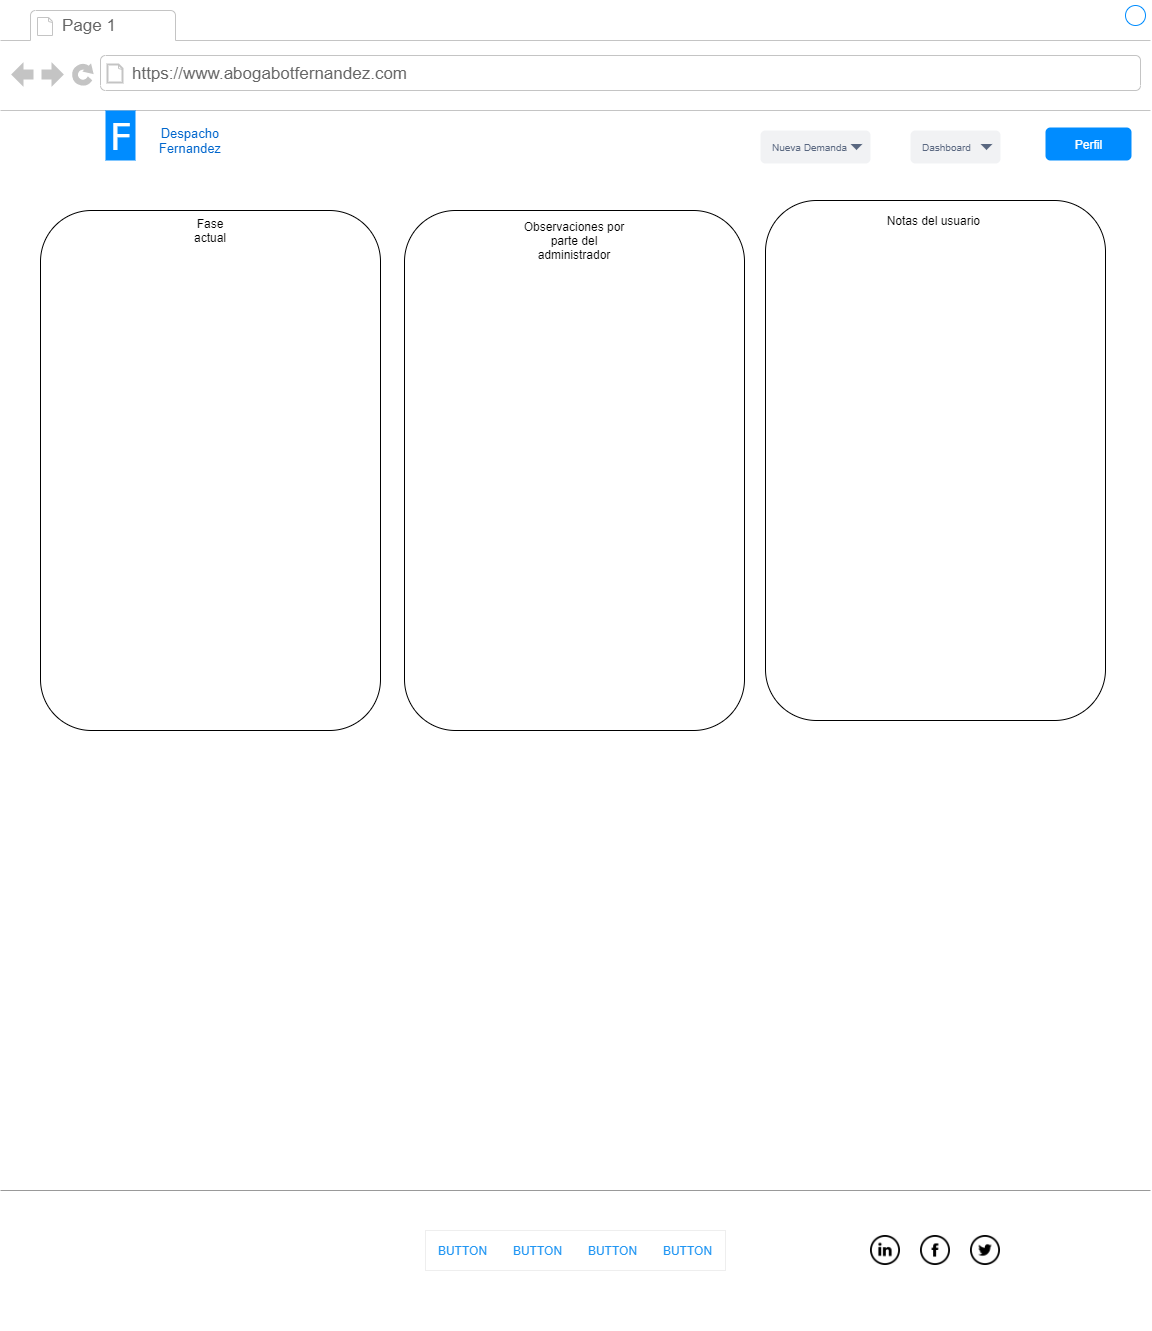 Page 1
https://www.abogabotfernandez.com
F
Despacho
Fernandez
Nueva Demanda
Dashboard
Perfil
Fase
actual
Observaciones por
parte del
administrador
Notas del usuario
BUTTON BUTTON BUTTON BUTTON
in f